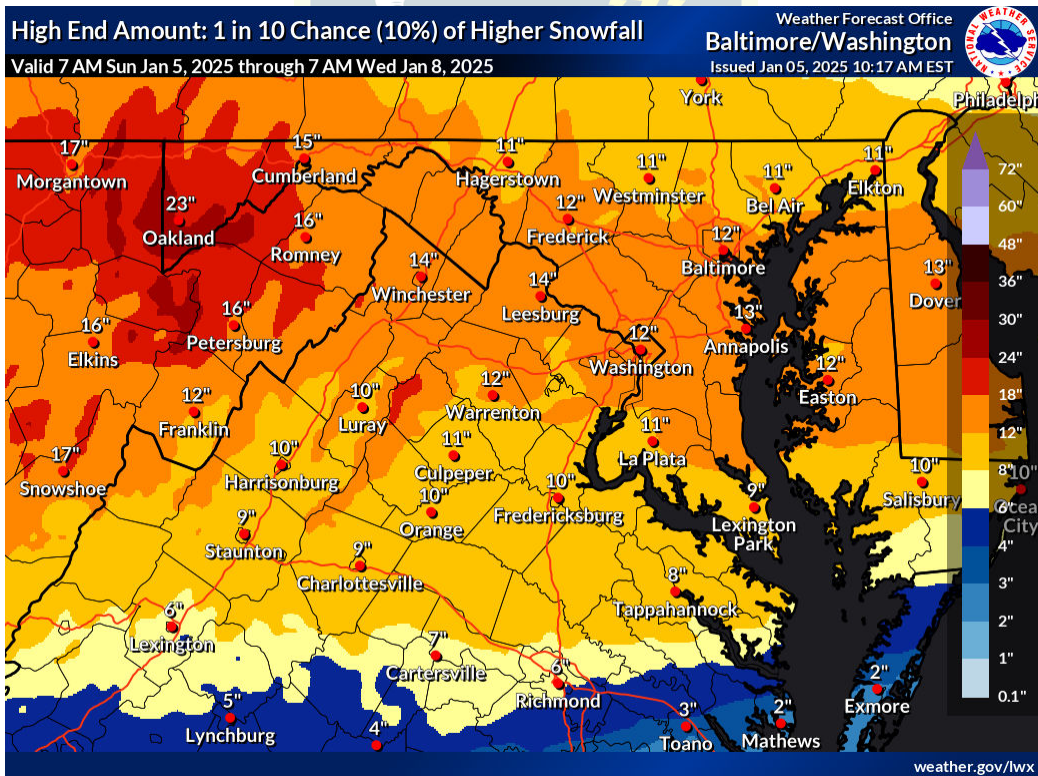 High End Amount: 1 in 10 Chance (10%) of Higher Snowfall
Weather Forecast Office
Baltimore/Washington
Valid 7 AM Sun Jan 5, 2025 through 7 AM Wed Jan 8, 2025
Issued Jan 05, 2025 10:17 AM EST
NATIONAL WEATHER SERVICE
York
Philadelph
17"
Morgantown
15"
Cumberland
11"
Hagerstown
11"
Westminster
11"
Bel Air
11"
Elkton
23"
Oakland
16"
Romney
12"
Frederick
12"
Baltimore
14"
Winchester
14"
Leesburg
13"
Dover
16"
Elkins
16"
Petersburg
12"
Washington
13"
Annapolis
12"
Easton
12"
Franklin
10"
Luray
12"
Warrenton
17"
Snowshoe
10"
Harrisonburg
11"
Culpeper
11"
La Plata
10"
Orange
10"
Fredericksburg
9"
Lexington
Park
10"
Salisbury
10"
Ocean
City
9"
Staunton
9"
Charlottesville
8"
Tappahannock
6"
Lexington
7"
Cartersville
6"
Richmond
5"
Lynchburg
4"
3"
Toano
2"
Mathews
2"
Exmore
72"
60"
48"
36"
30"
24"
18"
12"
8"
6"
4"
3"
2"
1"
0.1"
weather.gov/lwx